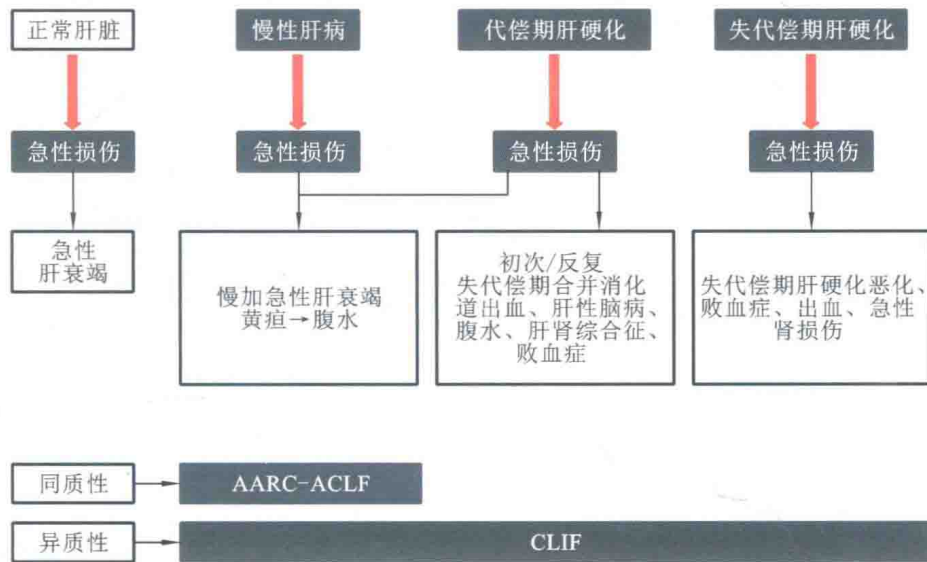 正常肝脏
慢性肝病
代偿期肝硬化
失代偿期肝硬化
急性损伤
急性损伤
急性损伤
急性损伤
急性
肝衰竭
慢加急性肝衰竭
黄疸→腹水
初次/反复
失代偿期合并消化
道出血、肝性脑病、
腹水、肝肾综合征、
败血症
失代偿期肝硬化恶化、
败血症、出血、急性
肾损伤
同质性
AARC-ACLF
异质性
CLIF